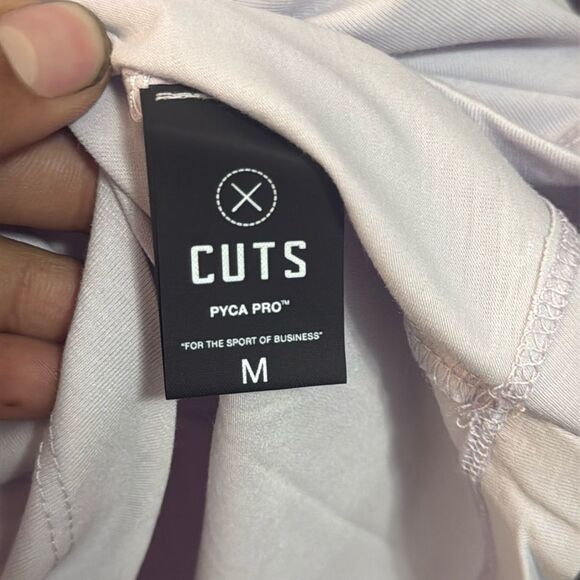 CUTS
PYCA PRO™
"FOR THE SPORT OF BUSINESS"
M